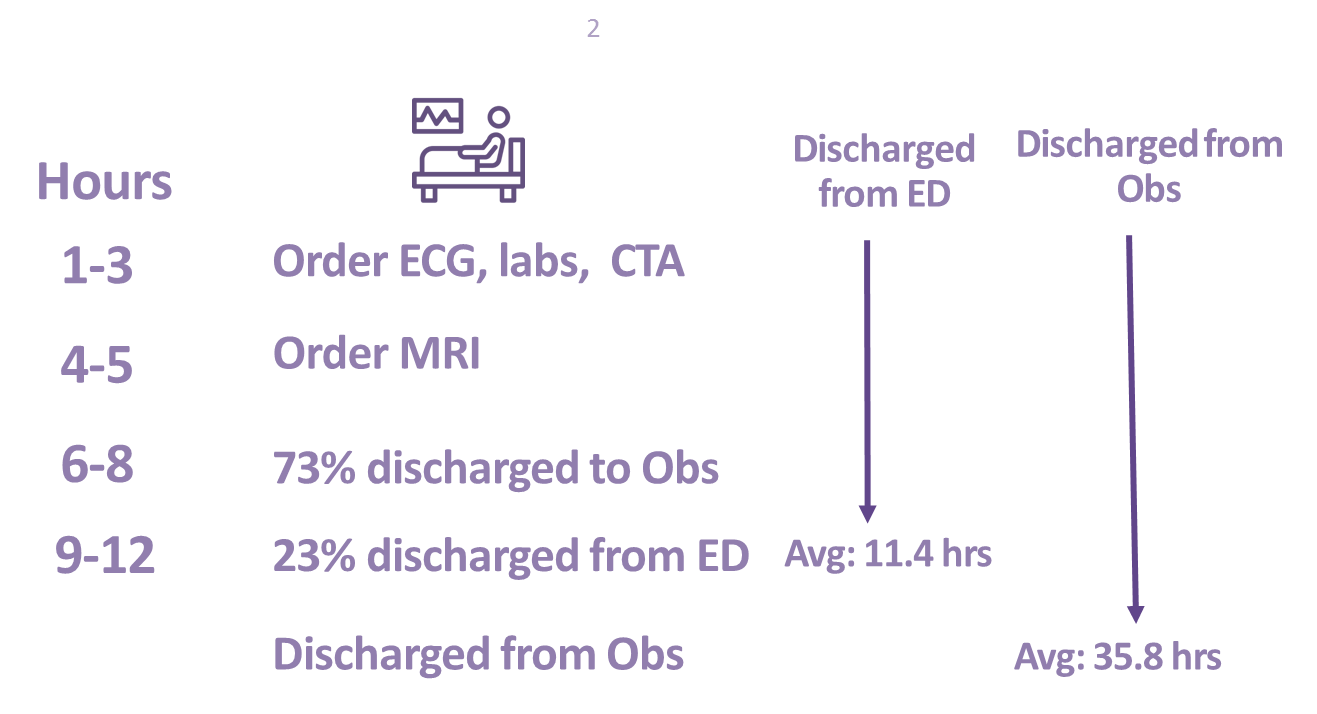 2
Discharged
from ED
Discharged from
Obs
Hours
1-3
Order ECG, labs, CTA
4-5
Order MRI
6-8
73% discharged to Obs
9-12
23% discharged from ED
Avg: 11.4 hrs
Discharged from Obs
Avg: 35.8 hrs